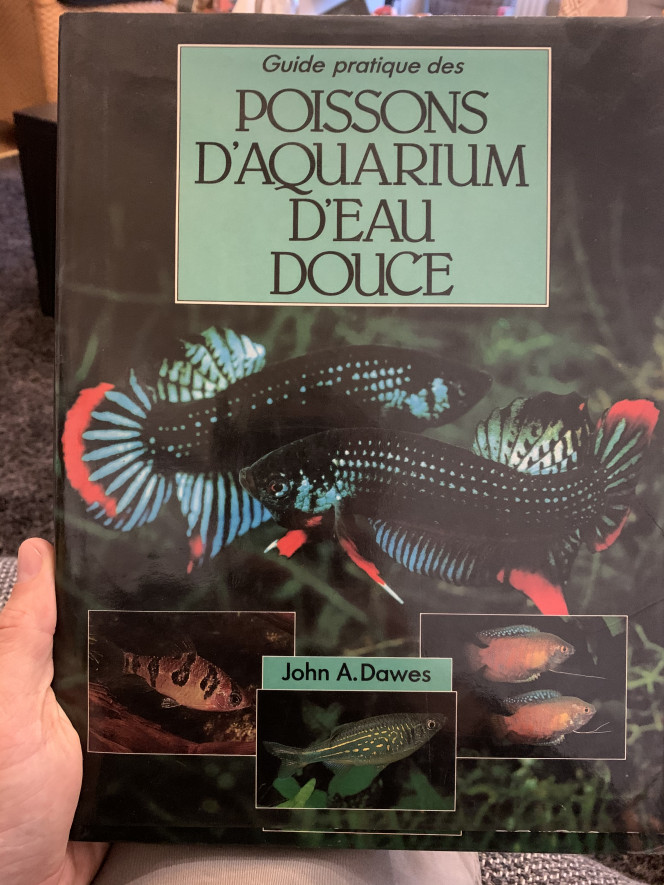 Guide pratique des
POISSONS
D'AQUARIUM
D'EAU
DOUCE
John A. Dawes